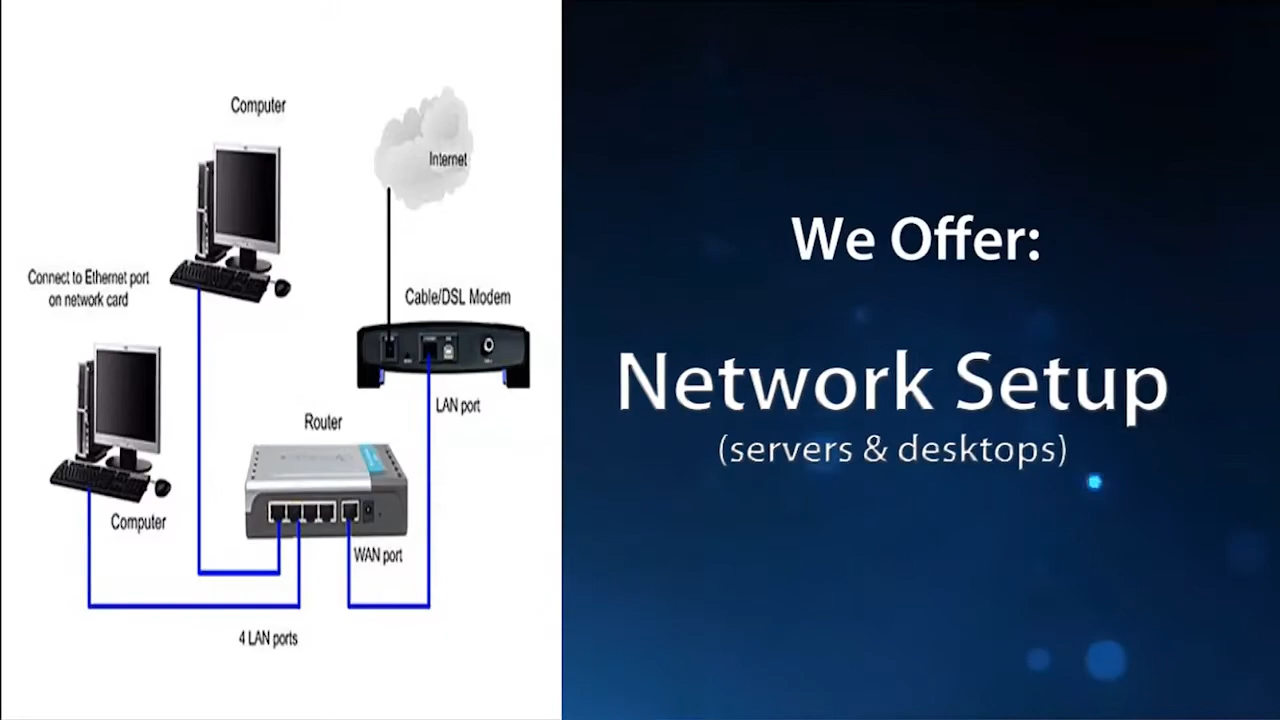 Computer
Internet
Connect to Ethernet port
on network card
Cable/DSL Modem
LAN port
Router
Computer
WAN port
4 LAN ports
We Offer:
Network Setup
(servers & desktops)